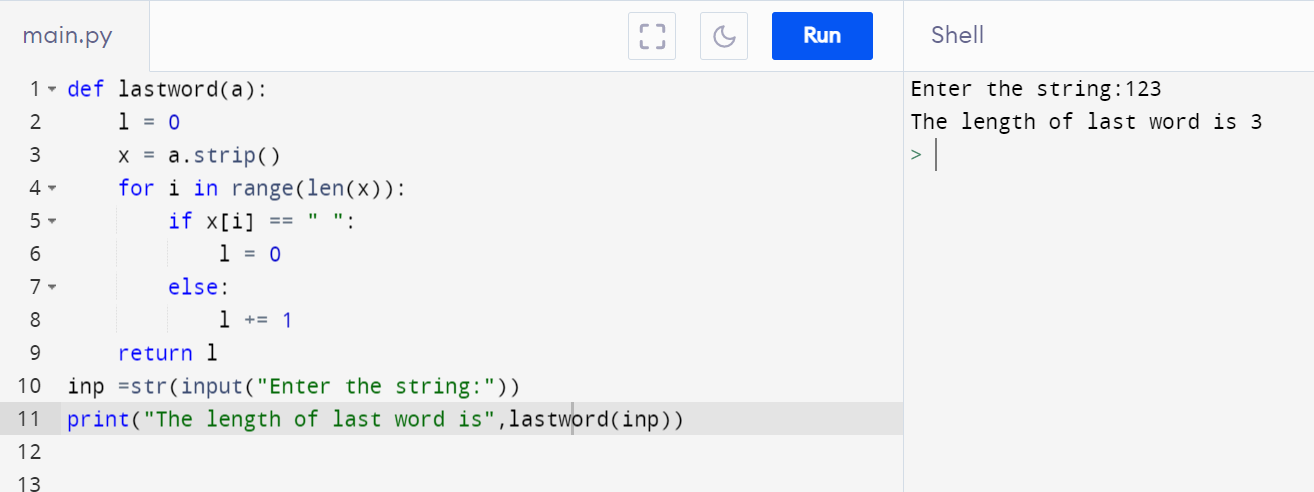 main.py
Run
Shell
1 def lastword(a):
2     l = 0
3     x = a.strip()
4     for i in range(len(x)):
5         if x[i] == " ":
6             l = 0
7         else:
8             l += 1
9     return l
10 inp =str(input("Enter the string:"))
11 print("The length of last word is",lastword(inp))
12
13
Enter the string:123
The length of last word is 3
>